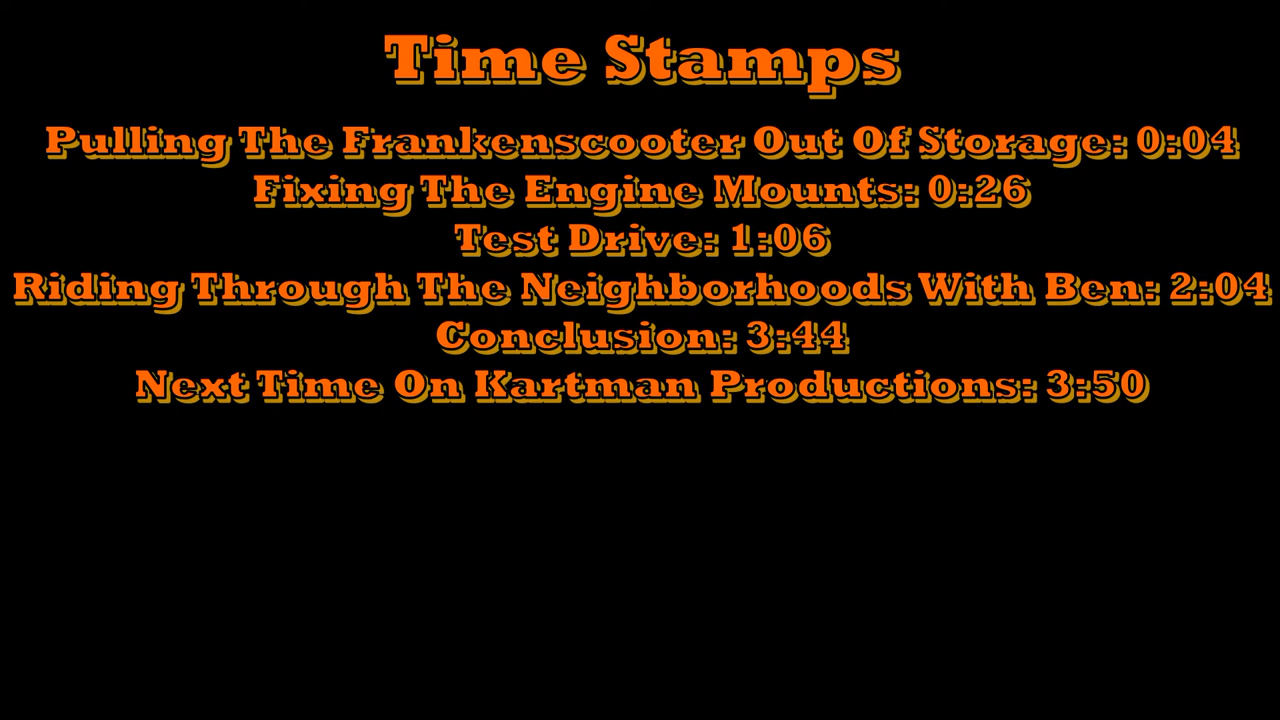 Time Stamps
Pulling The Frankenscooter Out Of Storage: 0:04
Fixing The Engine Mounts: 0:26
Test Drive: 1:06
Riding Through The Neighborhoods With Ben: 2:04
Conclusion: 3:44
Next Time On Kartman Productions: 3:50